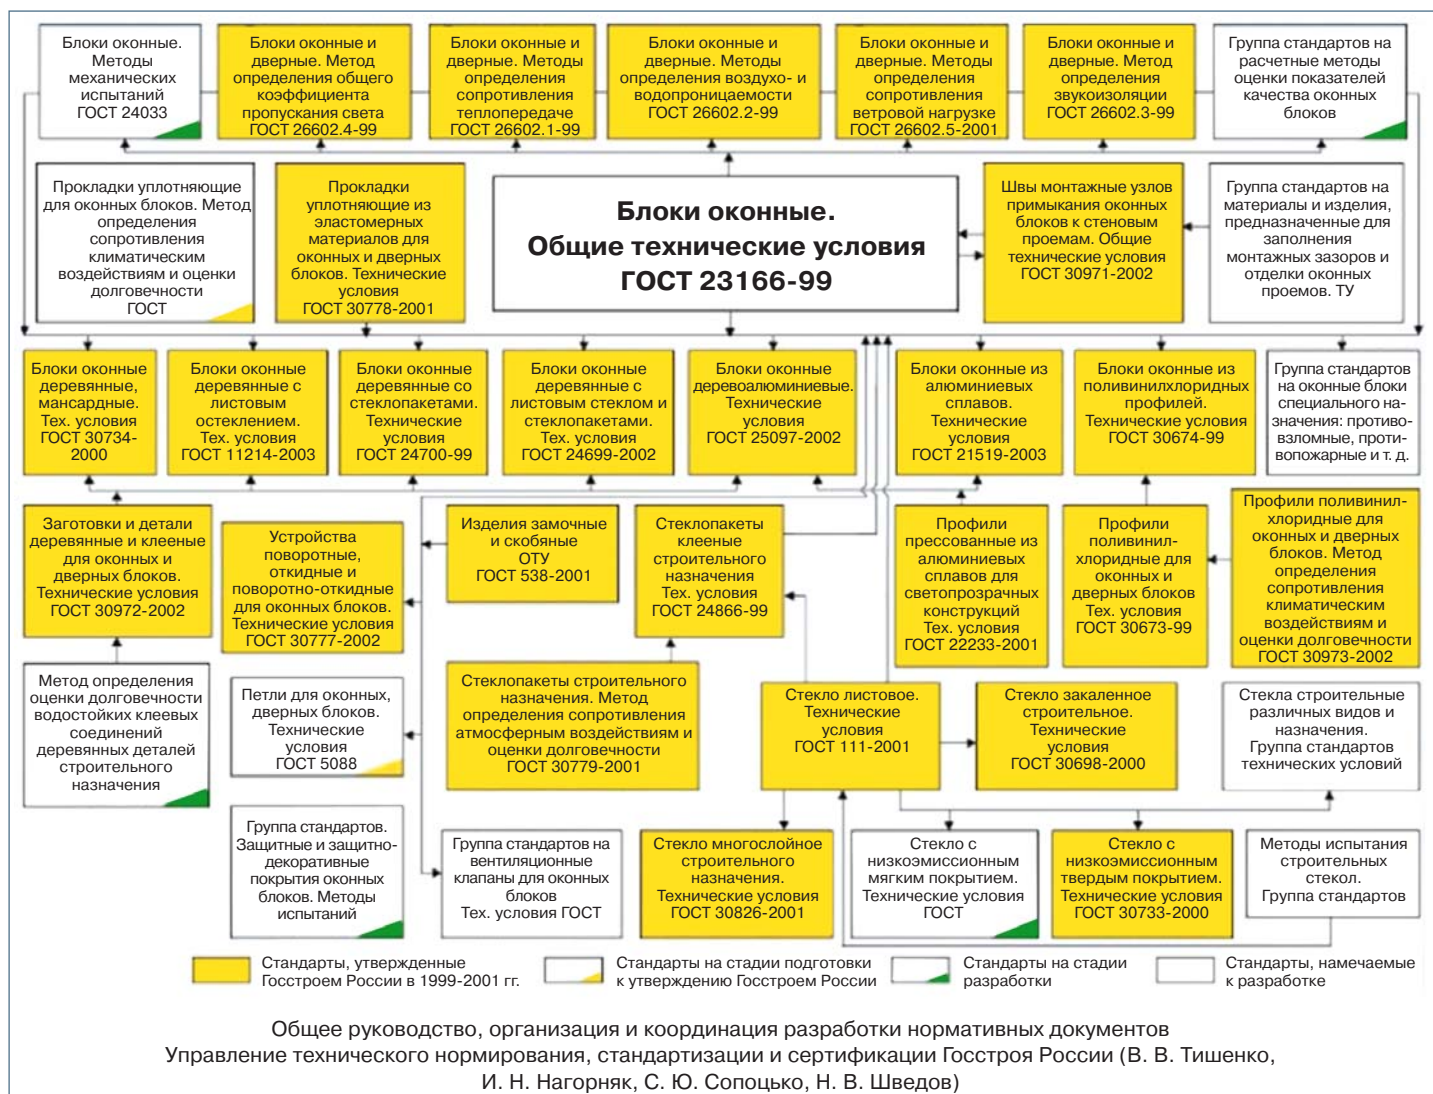 Блоки оконные.
Методы
механических
испытаний
ГОСТ 24033
Блоки оконные и
дверные. Метод
определения общего
коэффициента
пропускания света
ГОСТ 26602.4-99
Блоки оконные и
дверные. Методы
определения
сопротивления
теплопередаче
ГОСТ 26602.1-99
Блоки оконные и
дверные. Методы
определения воздухо- и
водопроницаемости
ГОСТ 26602.2-99
Блоки оконные и
дверные. Методы
определения
сопротивления
ветровой нагрузке
ГОСТ 26602.5-2001
Блоки оконные и
дверные. Метод
определения
звукоизоляции
ГОСТ 26602.3-99
Группа стандартов на
расчетные методы
оценки показателей
качества оконных
блоков
Прокладки уплотняющие
для оконных блоков. Метод
определения
сопротивления
климатическим
воздействиям и оценки
долговечности
ГОСТ
Прокладки
уплотняющие из
эластомерных
материалов для
оконных и дверных
блоков. Технические
условия
ГОСТ 30778-2001
Блоки оконные.
Общие технические условия
ГОСТ 23166-99
Швы монтажные узлов
примыкания оконных
блоков к стеновым
проемам. Общие
технические условия
ГОСТ 30971-2002
Группа стандартов на
материалы и изделия,
предназначенные для
заполнения
монтажных зазоров и
отделки оконных
проемов. ТУ
Блоки оконные
деревянные,
мансардные.
Тех. условия
ГОСТ 30734-
2000
Блоки оконные
деревянные с
листовым
остеклением.
Тех. условия
ГОСТ 11214-2003
Блоки оконные
деревянные со
стеклопакетами.
Технические
условия
ГОСТ 24700-99
Блоки оконные
деревянные с
листовым стеклом и
стеклопакетами.
Тех. условия
ГОСТ 24699-2002
Блоки оконные
деревоалюминиевые.
Технические
условия
ГОСТ 25097-2002
Блоки оконные из
алюминиевых
сплавов.
Технические
условия
ГОСТ 21519-2003
Блоки оконные из
поливинилхлоридных
профилей.
Технические условия
ГОСТ 30674-99
Группа стандартов
на оконные блоки
специального на-
значения: противо-
взломные, проти-
вопожарные и т. д.
Заготовки и детали
деревянные и клееные
для оконных и
дверных блоков.
Технические условия
ГОСТ 30972-2002
Устройства
поворотные,
откидные и
поворотно-откидные
для оконных блоков.
Технические условия
ГОСТ 30777-2002
Изделия замочные
и скобяные
ОТУ
ГОСТ 538-2001
Стеклопакеты
клееные
строительного
назначения
Тех. условия
ГОСТ 24866-99
Профили
прессованные из
алюминиевых
сплавов для
светопрозрачных
конструкций
Тех. условия
ГОСТ 22233-2001
Профили
поливинил-
хлоридные для
оконных и
дверных блоков
Тех. условия
ГОСТ 30673-99
Профили поливинил-
хлоридные для
оконных и дверных
блоков. Метод
определения
сопротивления
климатическим
воздействиям и
оценки долговечности
ГОСТ 30973-2002
Метод определения
оценки долговечности
водостойких клеевых
соединений
деревянных деталей
строительного
назначения
Петли для оконных,
дверных блоков.
Технические
условия
ГОСТ 5088
Стеклопакеты строительного
назначения. Метод
определения сопротивления
атмосферным воздействиям и
оценки долговечности
ГОСТ 30779-2001
Стекло листовое.
Технические
условия
ГОСТ 111-2001
Стекло закаленное
строительное.
Технические
условия
ГОСТ 30698-2000
Стекла строительные
различных видов и
назначения.
Группа стандартов
технических условий
Группа стандартов.
Защитные и защитно-
декоративные
покрытия оконных
блоков. Методы
испытаний
Группа стандартов на
вентиляционные
клапаны для оконных
блоков
Тех. условия ГОСТ
Стекло многослойное
строительного
назначения.
Технические условия
ГОСТ 30826-2001
Стекло с
низкоэмиссионным
мягким покрытием.
Технические условия
ГОСТ
Стекло с
низкоэмиссионным
твердым покрытием.
Технические условия
ГОСТ 30733-2000
Методы испытания
строительных
стекол.
Группа стандартов
Стандарты, утвержденные
Госстроем России в 1999-2001 гг.
Стандарты на стадии подготовки
к утверждению Госстроем России
Стандарты на стадии
разработки
Стандарты, намечаемые
к разработке
Общее руководство, организация и координация разработки нормативных документов
Управление технического нормирования, стандартизации и сертификации Госстроя России (В. В. Тишенко,
И. Н. Нагорняк, С. Ю. Сопоцько, Н. В. Шведов)